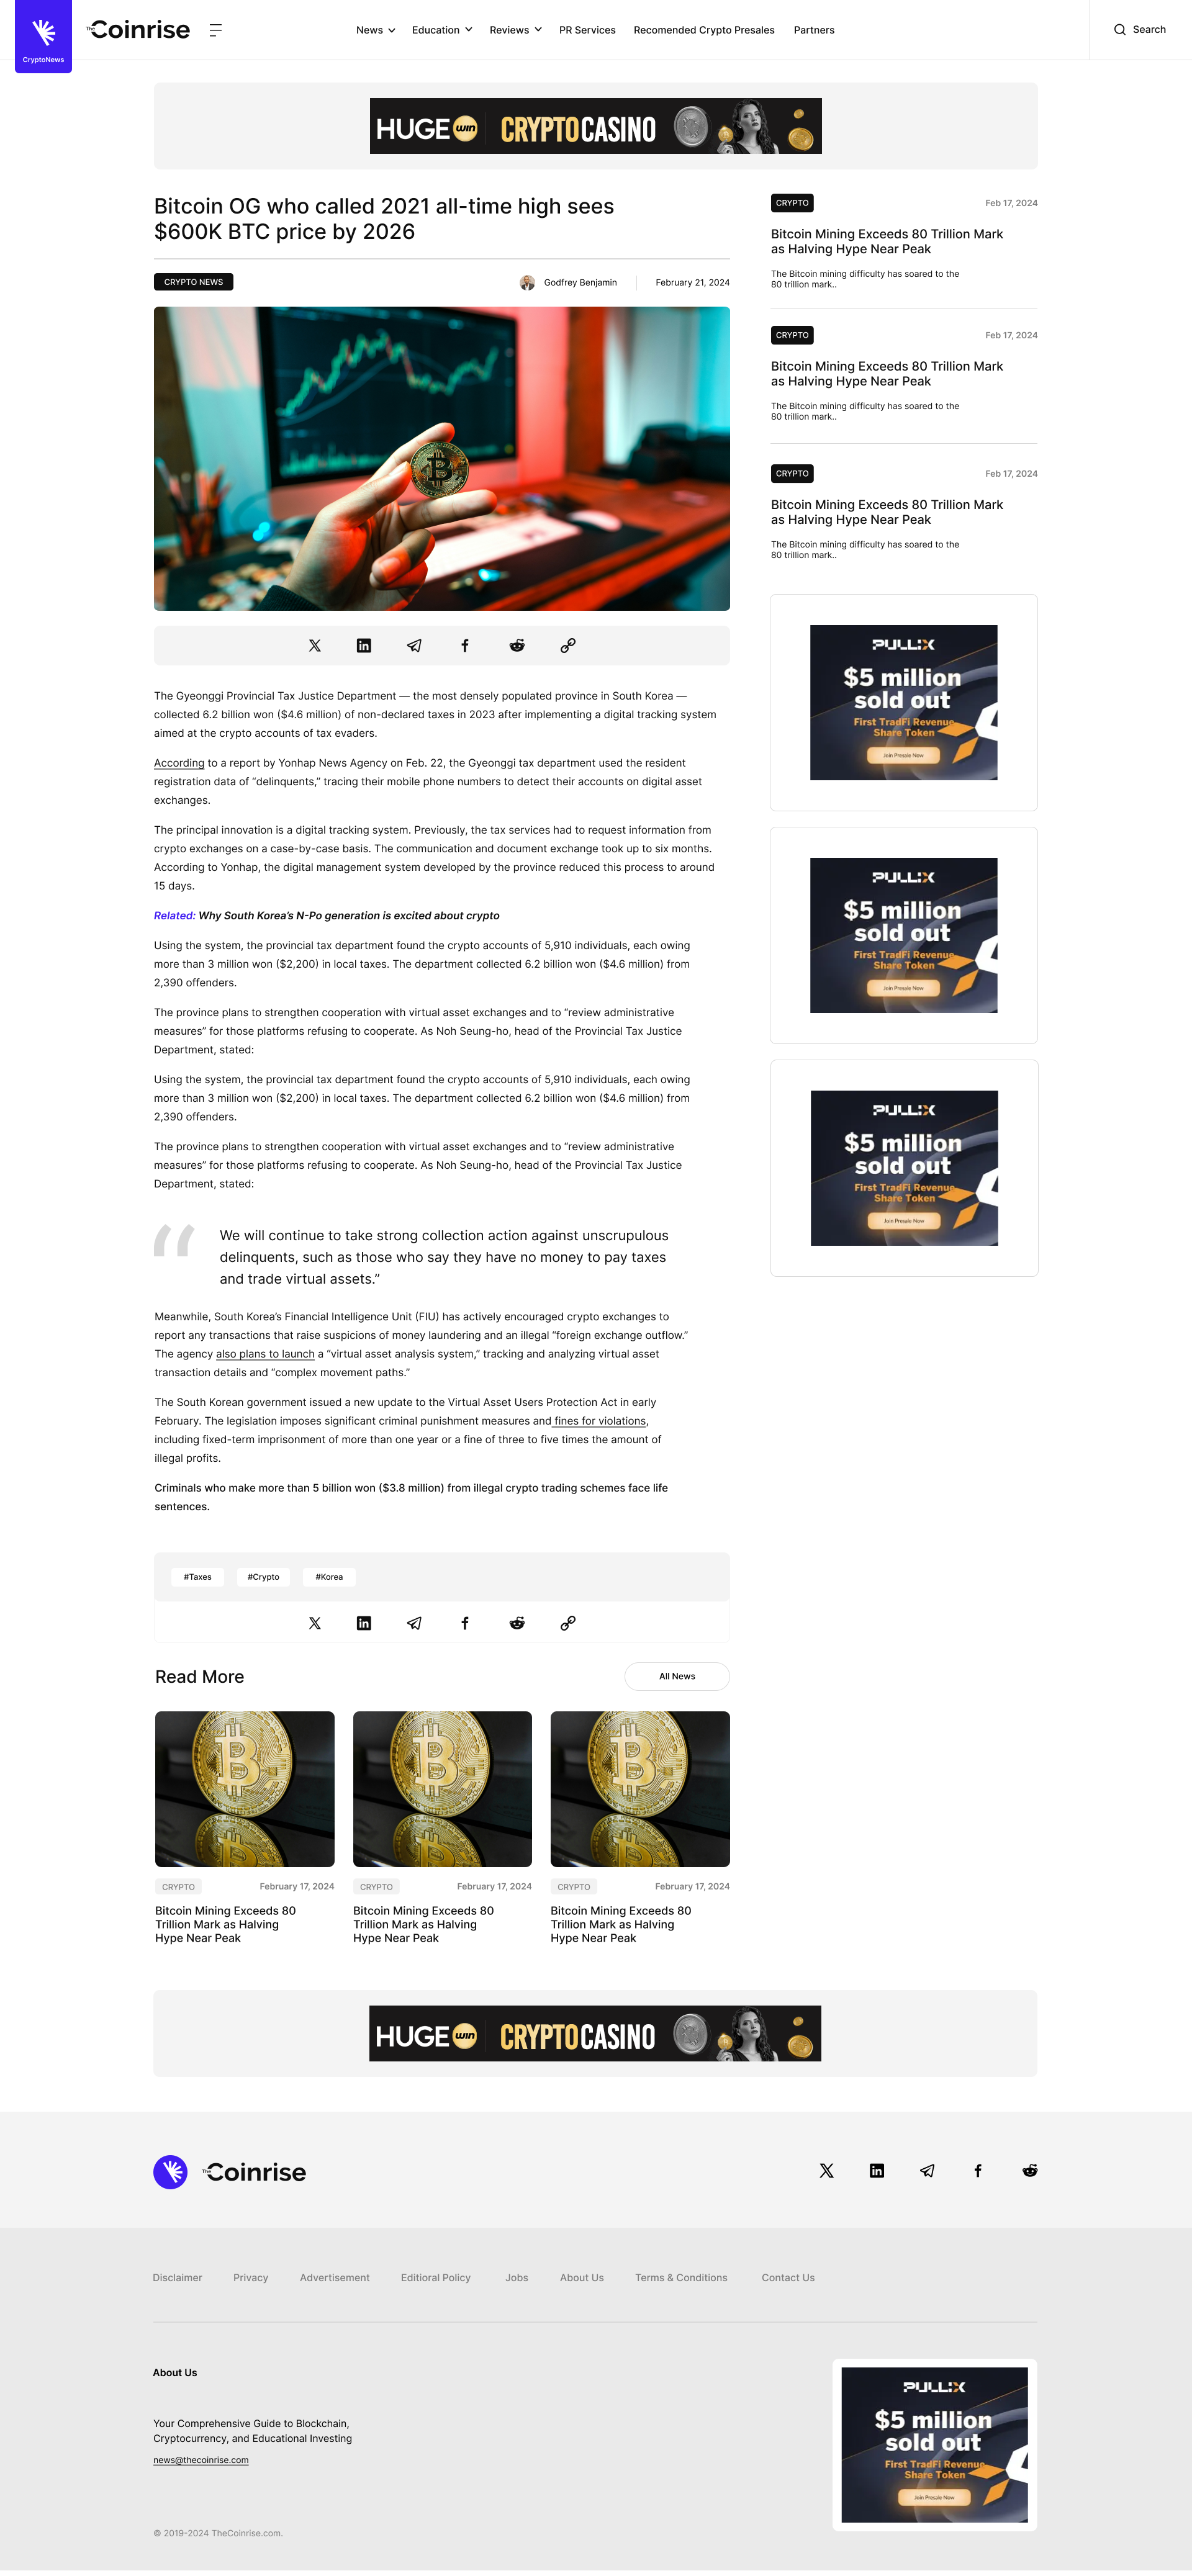 CryptoNews
The Coinrise
News
Education
Reviews
PR Services
Recomended Crypto Presales
Partners
Search
HUGE win CRYPTOCASINO
Bitcoin OG who called 2021 all-time high sees
$600K BTC price by 2026
CRYPTO NEWS
Godfrey Benjamin
February 21, 2024
The Gyeonggi Provincial Tax Justice Department — the most densely populated province in South Korea —
collected 6.2 billion won ($4.6 million) of non-declared taxes in 2023 after implementing a digital tracking system
aimed at the crypto accounts of tax evaders.
According to a report by Yonhap News Agency on Feb. 22, the Gyeonggi tax department used the resident
registration data of “delinquents,” tracing their mobile phone numbers to detect their accounts on digital asset
exchanges.
The principal innovation is a digital tracking system. Previously, the tax services had to request information from
crypto exchanges on a case-by-case basis. The communication and document exchange took up to six months.
According to Yonhap, the digital management system developed by the province reduced this process to around
15 days.
Related: Why South Korea’s N-Po generation is excited about crypto
Using the system, the provincial tax department found the crypto accounts of 5,910 individuals, each owing
more than 3 million won ($2,200) in local taxes. The department collected 6.2 billion won ($4.6 million) from
2,390 offenders.
The province plans to strengthen cooperation with virtual asset exchanges and to “review administrative
measures” for those platforms refusing to cooperate. As Noh Seung-ho, head of the Provincial Tax Justice
Department, stated:
Using the system, the provincial tax department found the crypto accounts of 5,910 individuals, each owing
more than 3 million won ($2,200) in local taxes. The department collected 6.2 billion won ($4.6 million) from
2,390 offenders.
The province plans to strengthen cooperation with virtual asset exchanges and to “review administrative
measures” for those platforms refusing to cooperate. As Noh Seung-ho, head of the Provincial Tax Justice
Department, stated:
“
We will continue to take strong collection action against unscrupulous
delinquents, such as those who say they have no money to pay taxes
and trade virtual assets.”
Meanwhile, South Korea’s Financial Intelligence Unit (FIU) has actively encouraged crypto exchanges to
report any transactions that raise suspicions of money laundering and an illegal “foreign exchange outflow.”
The agency also plans to launch a “virtual asset analysis system,” tracking and analyzing virtual asset
transaction details and “complex movement paths.”
The South Korean government issued a new update to the Virtual Asset Users Protection Act in early
February. The legislation imposes significant criminal punishment measures and fines for violations,
including fixed-term imprisonment of more than one year or a fine of three to five times the amount of
illegal profits.
Criminals who make more than 5 billion won ($3.8 million) from illegal crypto trading schemes face life
sentences.
#Taxes
#Crypto
#Korea
CRYPTO
Feb 17, 2024
Bitcoin Mining Exceeds 80 Trillion Mark
as Halving Hype Near Peak
The Bitcoin mining difficulty has soared to the
80 trillion mark..
CRYPTO
Feb 17, 2024
Bitcoin Mining Exceeds 80 Trillion Mark
as Halving Hype Near Peak
The Bitcoin mining difficulty has soared to the
80 trillion mark..
CRYPTO
Feb 17, 2024
Bitcoin Mining Exceeds 80 Trillion Mark
as Halving Hype Near Peak
The Bitcoin mining difficulty has soared to the
80 trillion mark..
PULLIX
$5 million
sold out
First TradFi Revenue
Share Token
Join Presale Now
PULLIX
$5 million
sold out
First TradFi Revenue
Share Token
Join Presale Now
PULLIX
$5 million
sold out
First TradFi Revenue
Share Token
Join Presale Now
Read More
All News
CRYPTO
February 17, 2024
Bitcoin Mining Exceeds 80
Trillion Mark as Halving
Hype Near Peak
CRYPTO
February 17, 2024
Bitcoin Mining Exceeds 80
Trillion Mark as Halving
Hype Near Peak
CRYPTO
February 17, 2024
Bitcoin Mining Exceeds 80
Trillion Mark as Halving
Hype Near Peak
HUGE win CRYPTOCASINO
The Coinrise
Disclaimer
Privacy
Advertisement
Editioral Policy
Jobs
About Us
Terms & Conditions
Contact Us
About Us
Your Comprehensive Guide to Blockchain,
Cryptocurrency, and Educational Investing
news@thecoinrise.com
© 2019-2024 TheCoinrise.com.
PULLIX
$5 million
sold out
First TradFi Revenue
Share Token
Join Presale Now